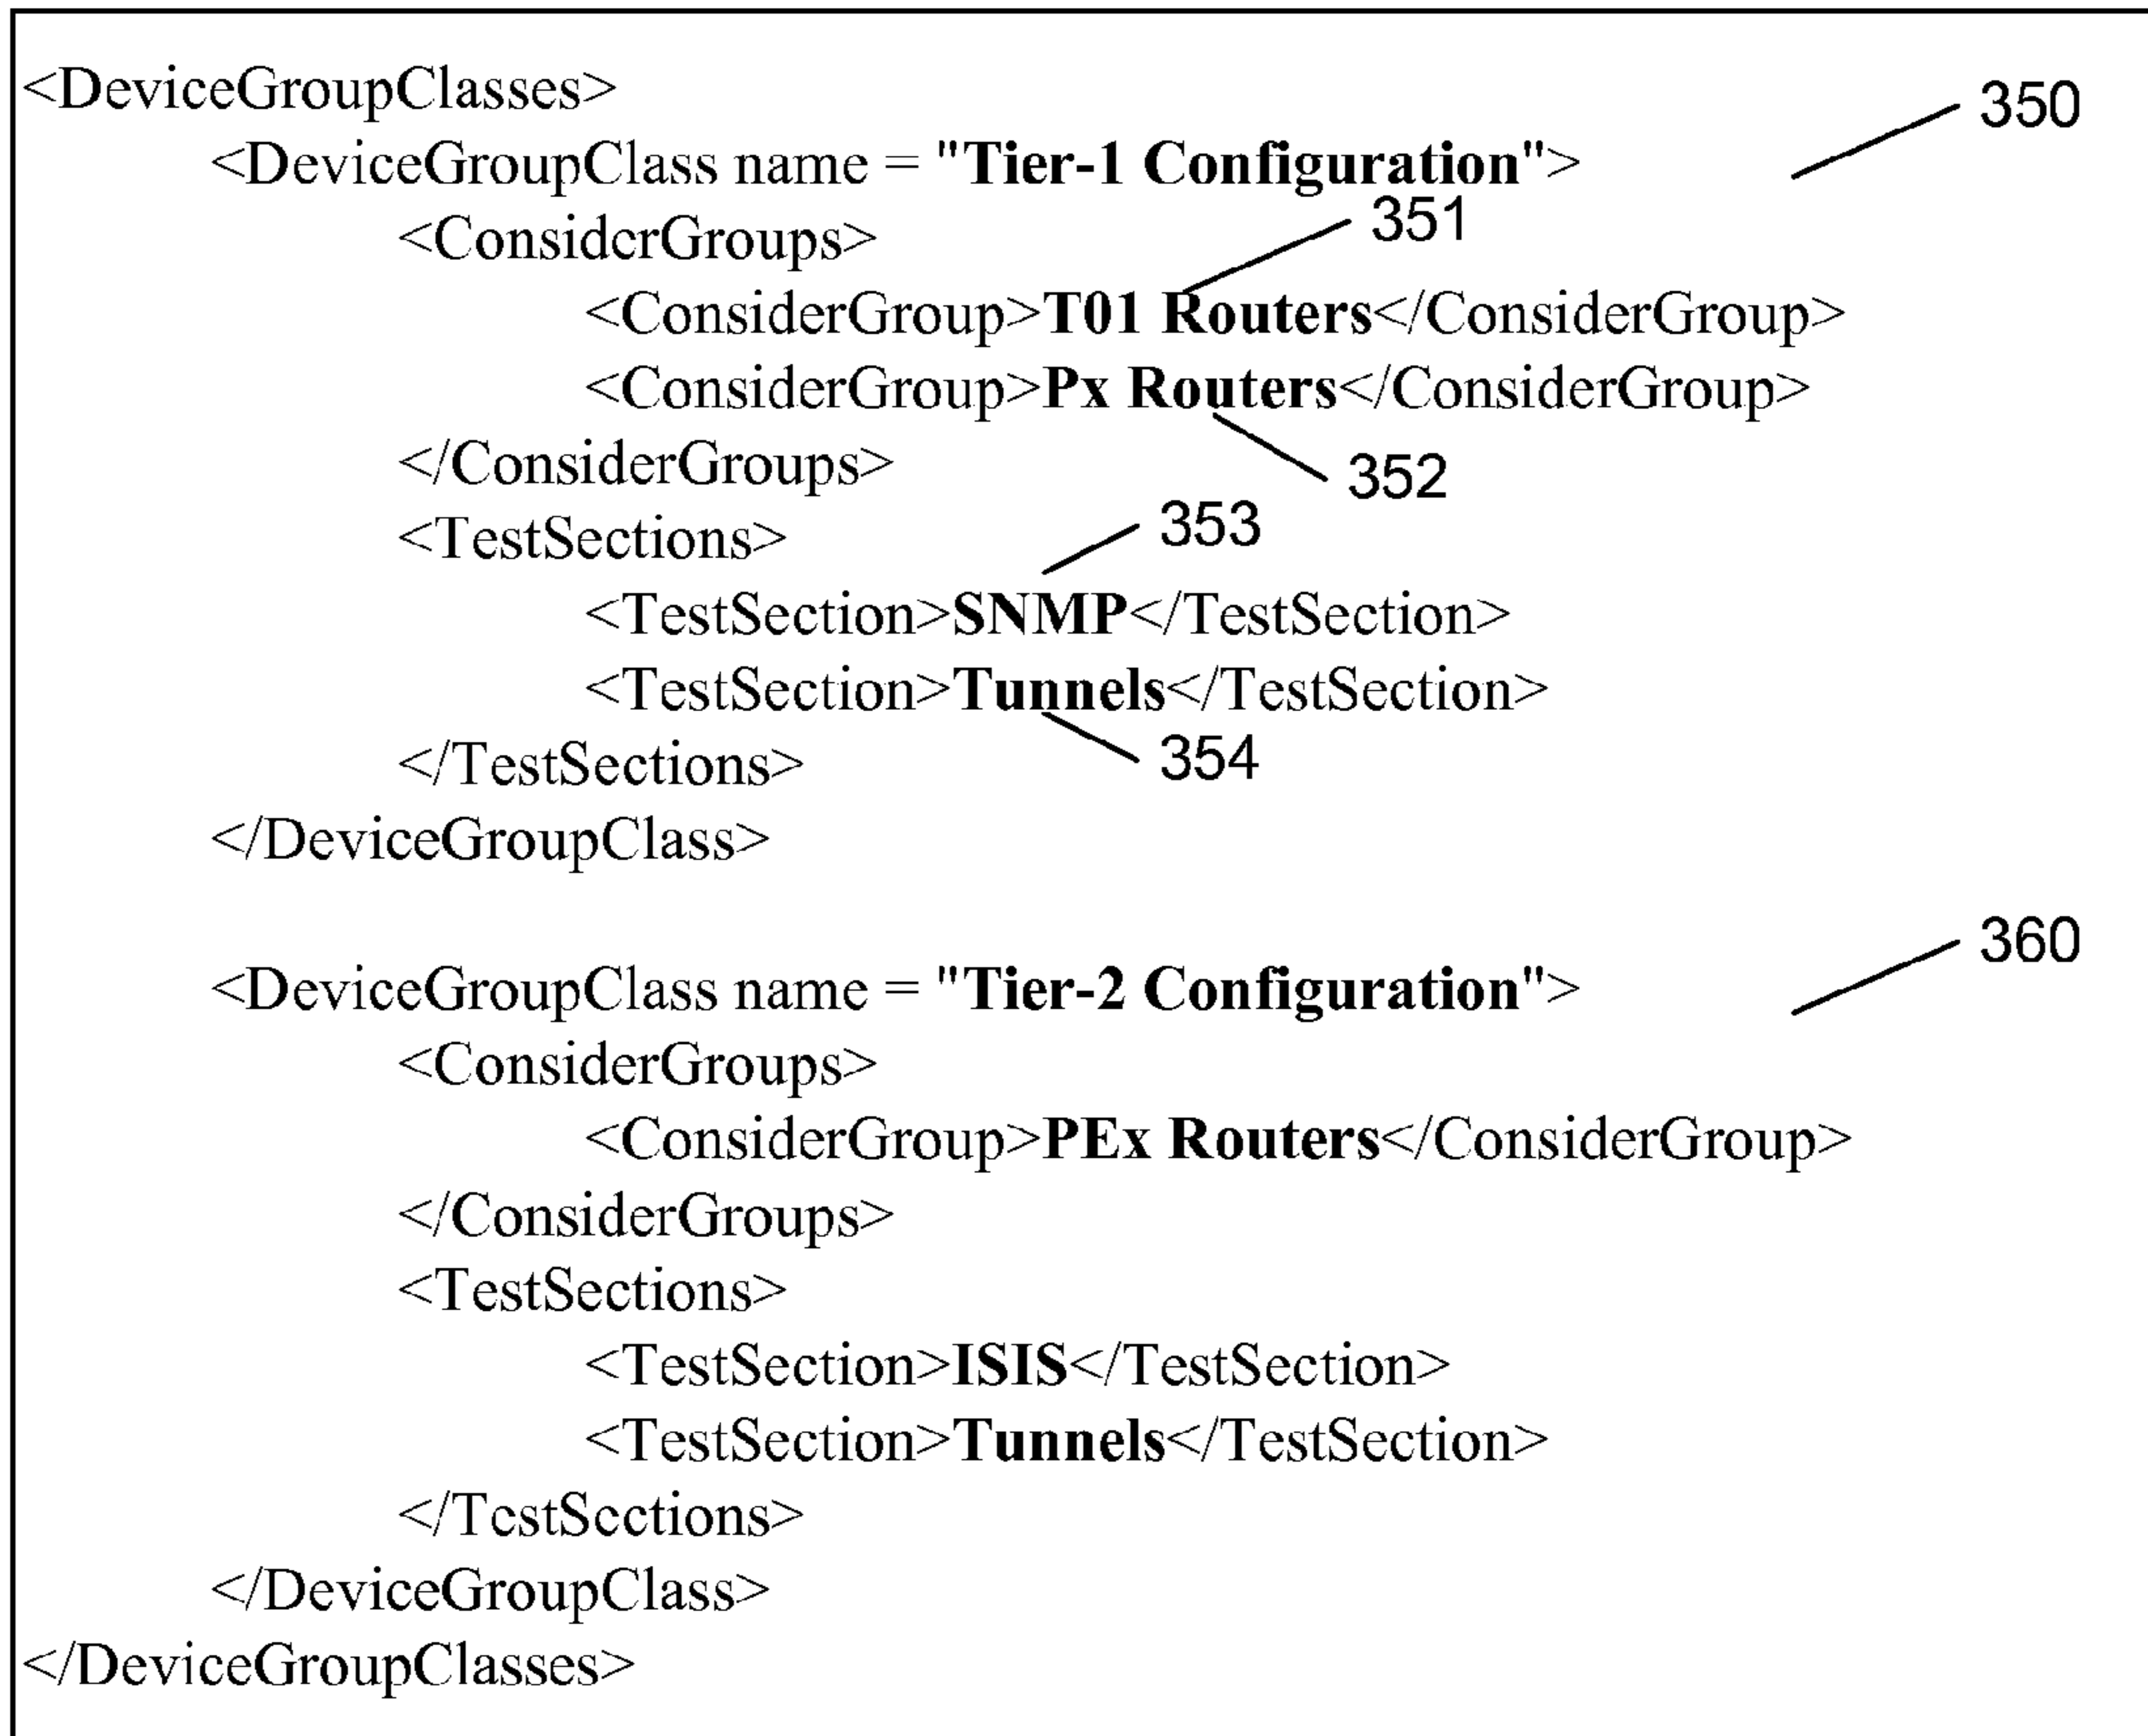 <DeviceGroupClasses>
350
<DeviceGroupClass name = "Tier-1 Configuration">
<ConsidcrGroups>
351
<ConsiderGroup>T01 Routers</ConsiderGroup>
<ConsiderGroup>Px Routers</ConsiderGroup>
</ConsiderGroups>
352
<TestSections>
353
<TestSection>SNMP</TestSection>
<TestSection>Tunnels</TestSection>
</TestSections>
354
</DeviceGroupClass>
360
<DeviceGroupClass name = "Tier-2 Configuration">
<ConsiderGroups>
<ConsiderGroup>PEx Routers</ConsiderGroup>
</ConsiderGroups>
<TestSections>
<TestSection>ISIS</TestSection>
<TestSection>Tunnels</TestSection>
</TcstScctions>
</DeviceGroupClass>
</DeviceGroupClasses>